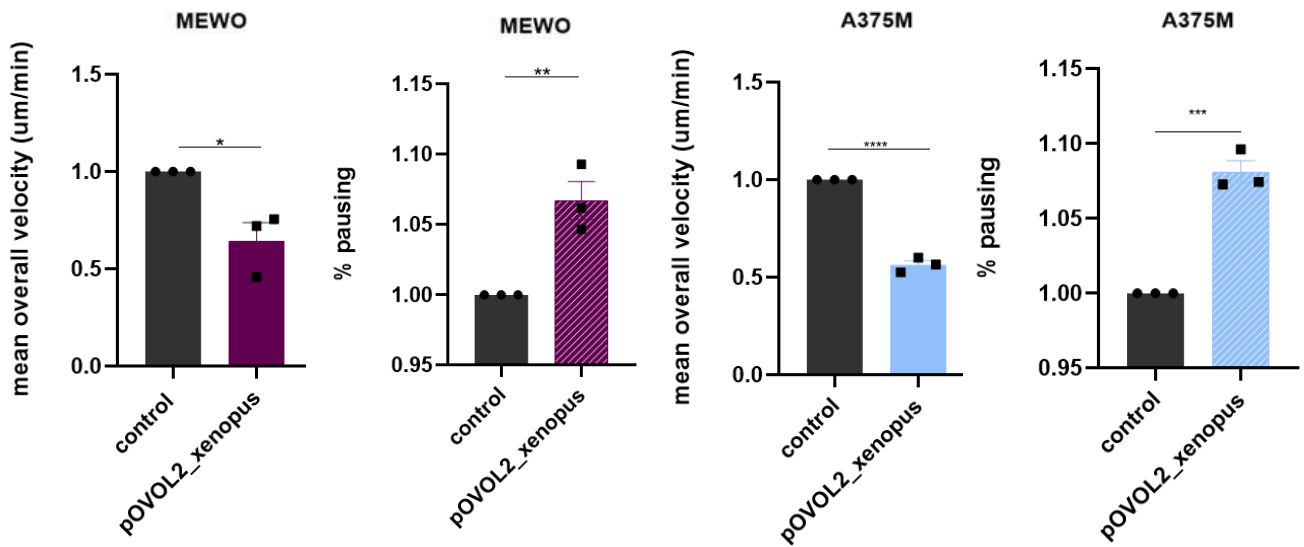 MEWO
mean overall velocity (um/min)
1.5
1.0
0.5
0.0
*
control
pOVOL2_xenopus
MEWO
% pausing
1.15
1.10
1.05
1.00
0.95
**
control
pOVOL2_xenopus
A375M
mean overall velocity (um/min)
1.5
1.0
0.5
0.0
****
control
pOVOL2_xenopus
A375M
% pausing
1.15
1.10
1.05
1.00
0.95
***
control
pOVOL2_xenopus